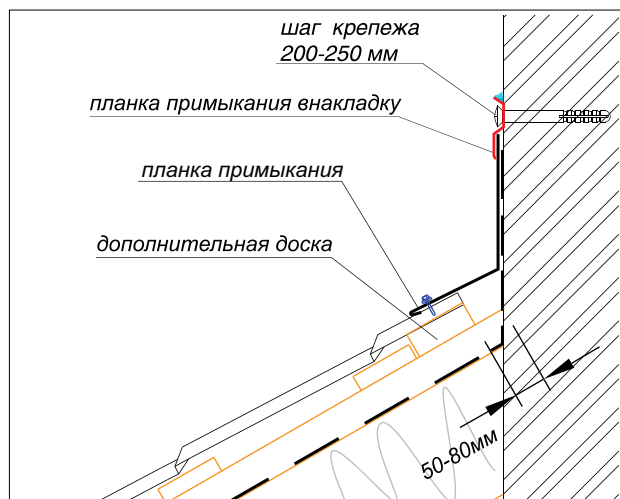 шаг крепежа
200-250 мм
планка примыкания внакладку
планка примыкания
дополнительная доска
50-80мм